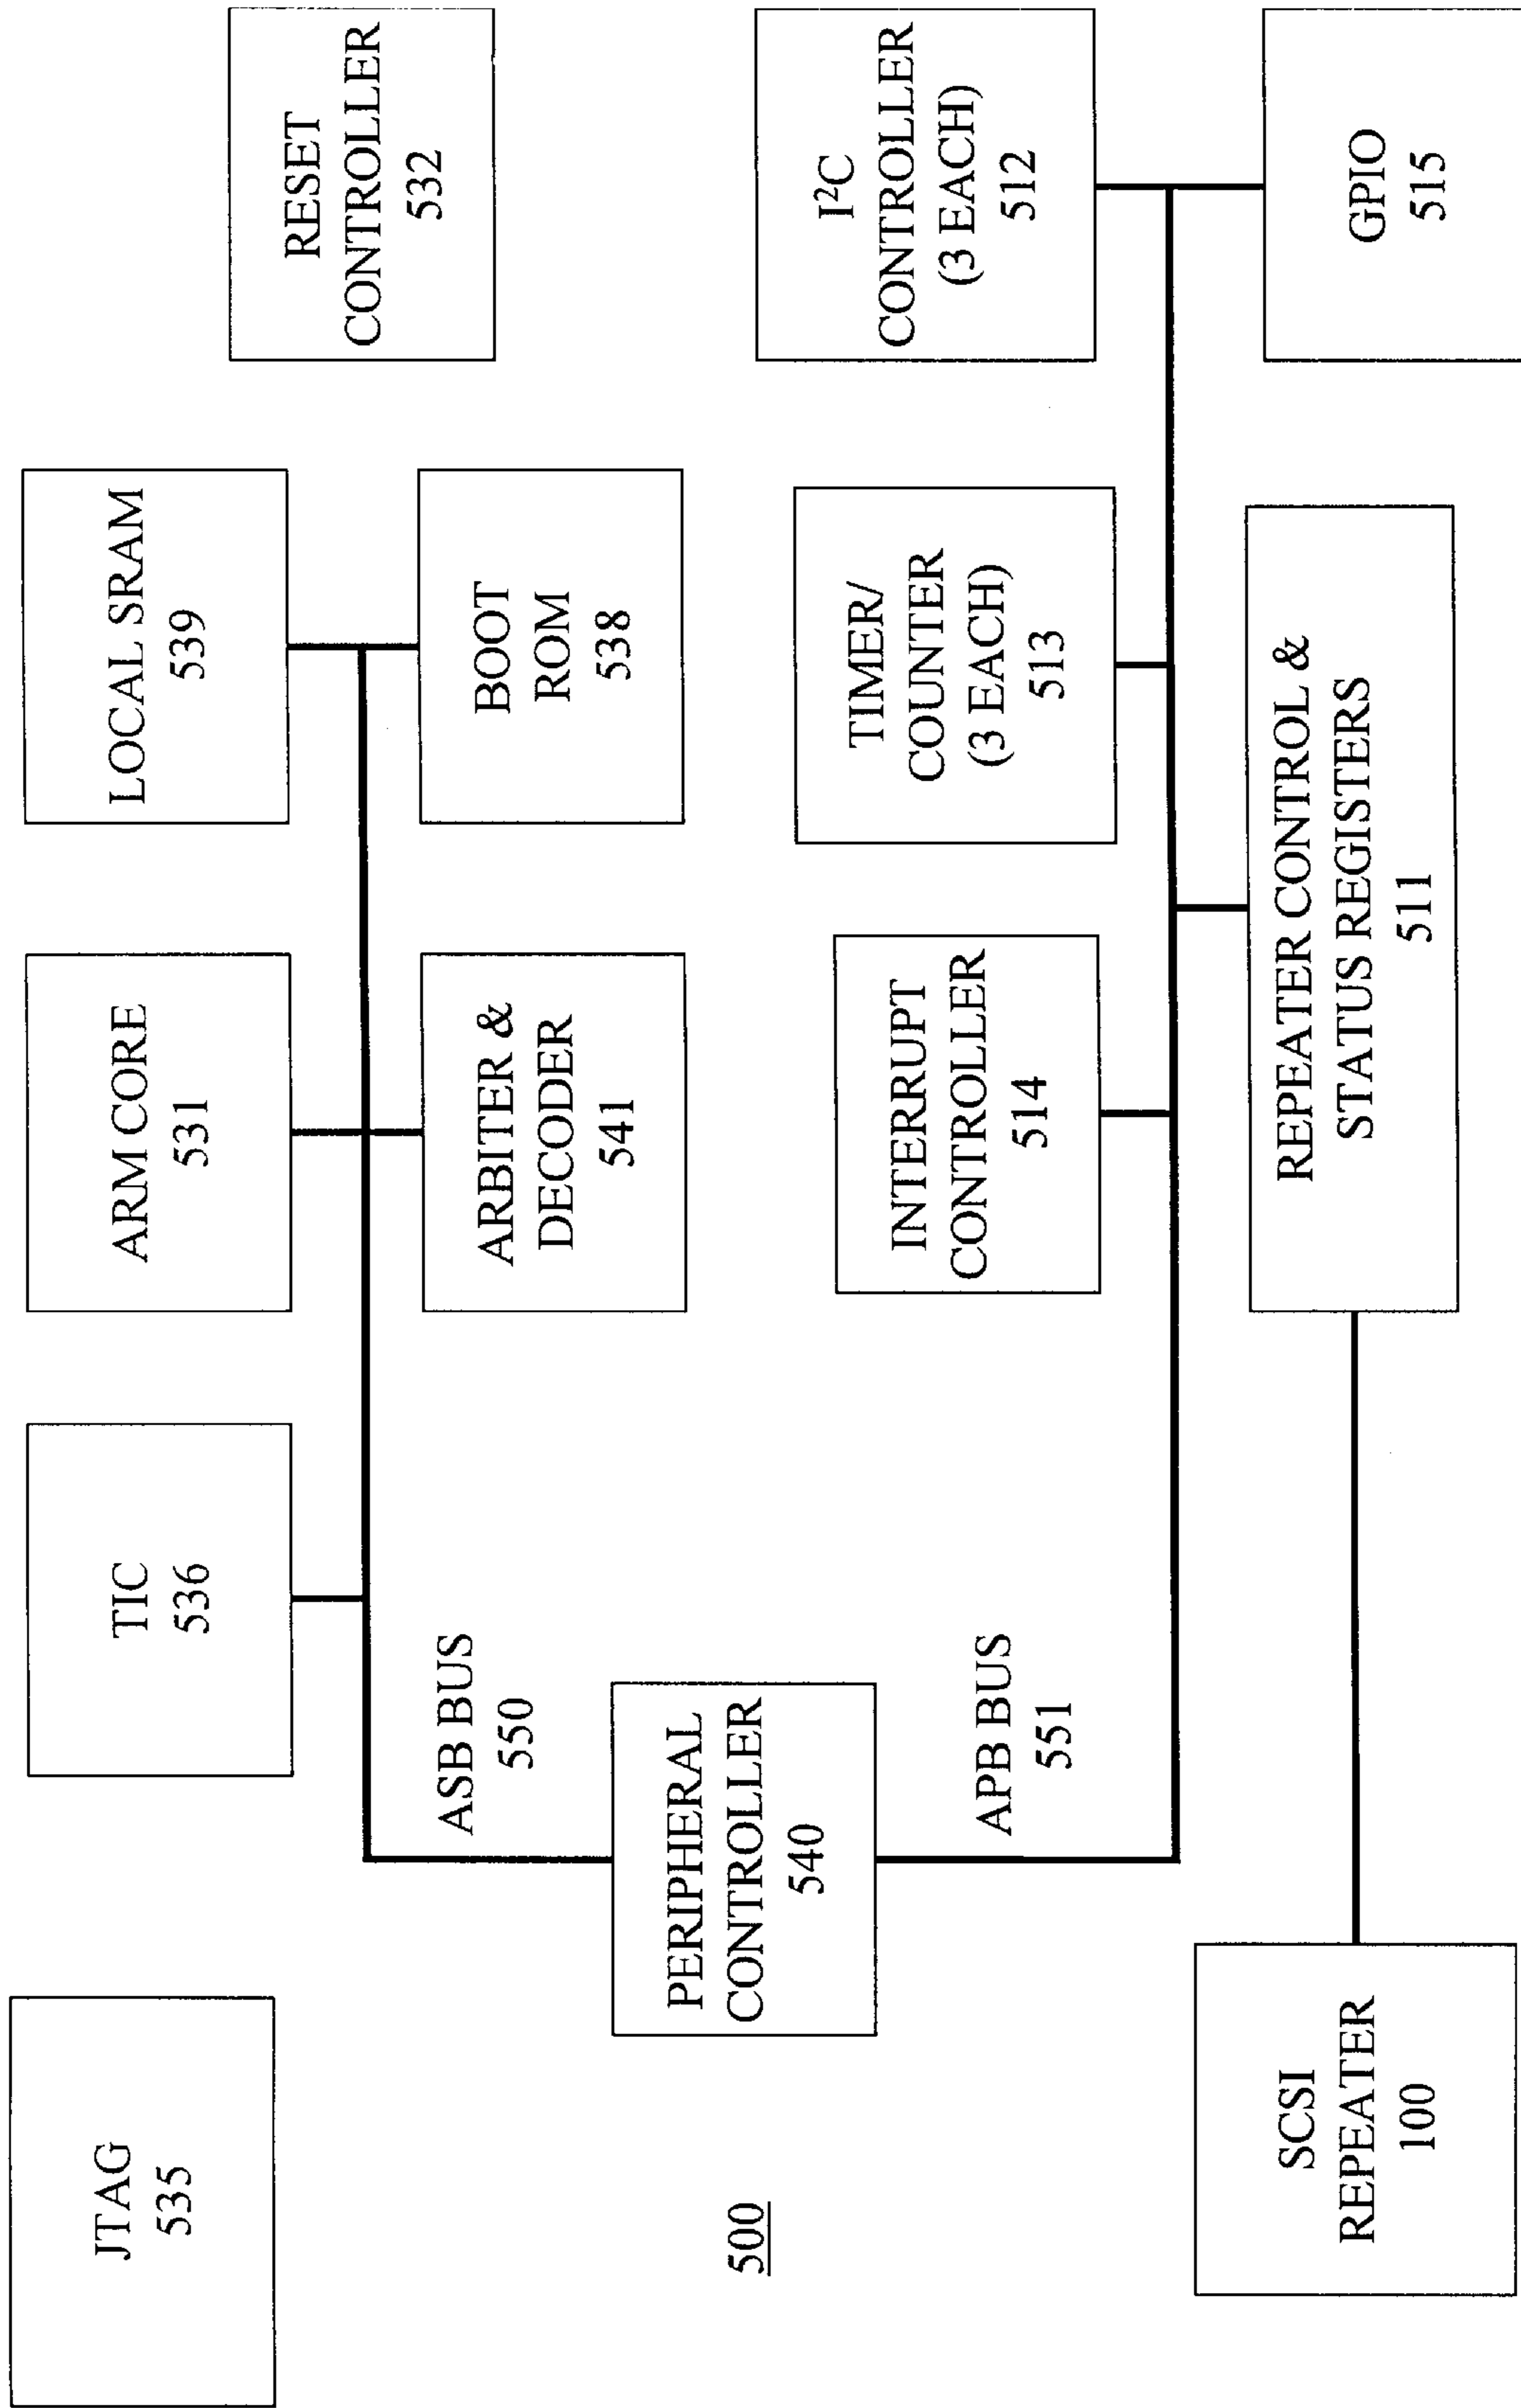 JTAG
535
TIC
536
ARM CORE
531
LOCAL SRAM
539
RESET
CONTROLLER
532
ASB BUS
550
ARBITER &
DECODER
541
BOOT
ROM
538
500
PERIPHERAL
CONTROLLER
540
INTERRUPT
CONTROLLER
514
TIMER/
COUNTER
(3 EACH)
513
I²C
CONTROLLER
(3 EACH)
512
APB BUS
551
SCSI
REPEATER
100
REPEATER CONTROL &
STATUS REGISTERS
511
GPIO
515